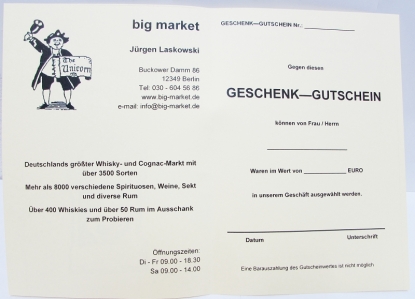 The
Unicorn
big market
Jürgen Laskowski
Buckower Damm 86
12349 Berlin
Tel: 030 - 604 56 86
www.big-market.de
e-mail: info@big-market.de
Deutschlands größter Whisky- und Cognac-Markt mit
über 3500 Sorten
Mehr als 8000 verschiedene Spirituosen, Weine, Sekt
und diverse Rum
Über 400 Whiskies und über 50 Rum im Ausschank
zum Probieren
Öffnungszeiten:
Di - Fr 09.00 - 18.30
Sa 09.00 - 14.00
GESCHENK—GUTSCHEIN Nr.:
Gegen diesen
GESCHENK—GUTSCHEIN
können von Frau / Herrn
Waren im Wert von EURO
in unserem Geschäft ausgewählt werden.
Datum Unterschrift
Eine Barauszahlung des Gutscheinwertes ist nicht möglich